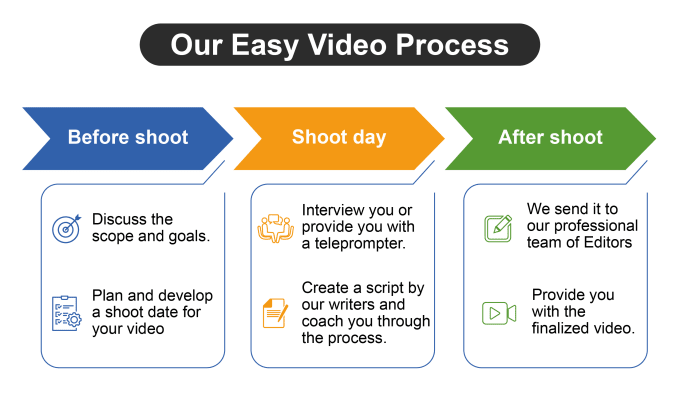 Our Easy Video Process
Before shoot
Shoot day
After shoot
Discuss the
scope and goals.
Plan and develop
a shoot date for
your video
Interview you or
provide you with
a teleprompter.
Create a script by
our writers and
coach you through
the process.
We send it to
our professional
team of Editors
Provide you
with the
finalized video.